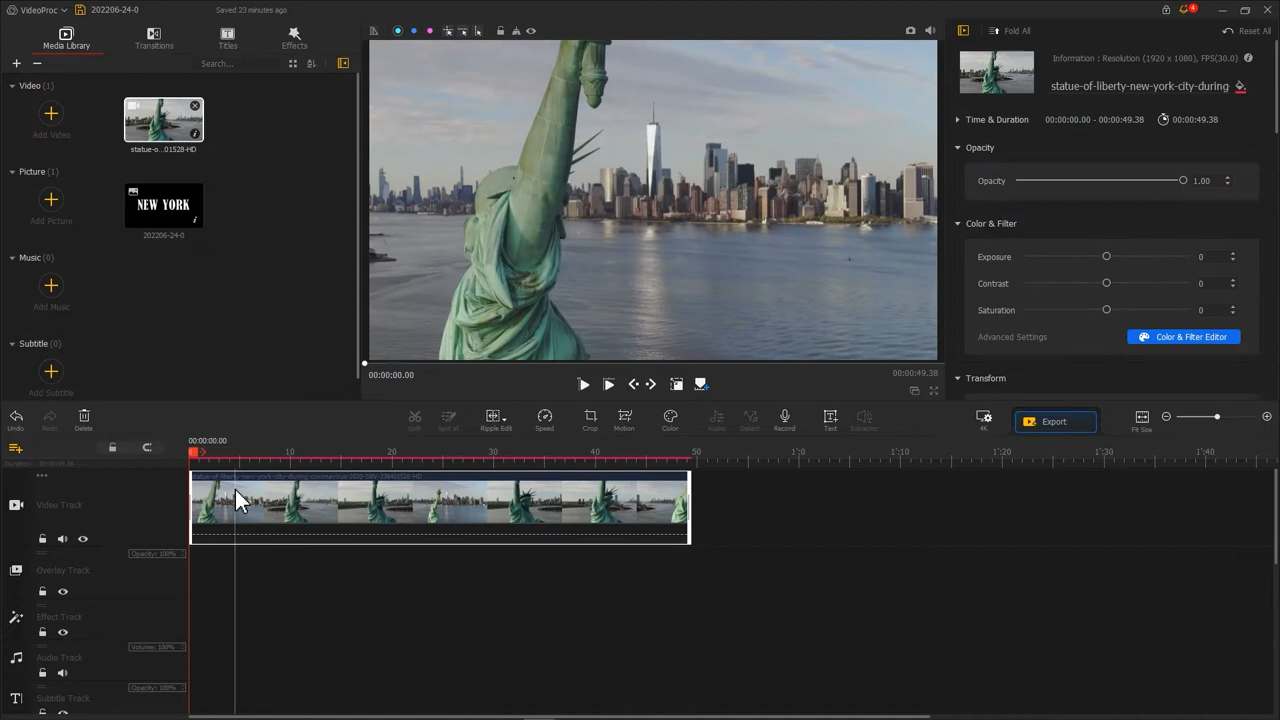 VideoProc
202206-24-0
Saved 23 minutes ago
Media Library
Transitions
Titles
Effects
Search...
Video (1)
Add Video
statue-o...01528-HD
Picture (1)
Add Picture
NEW YORK
202206-24-0
Music (0)
Add Music
Subtitle (0)
Add Subtitle
00:00:00.00
00:00:49.38
Fold All
Reset All
Information : Resolution (1920 x 1080), FPS(30.0)
statue-of-liberty-new-york-city-during
Time & Duration
00:00:00.00 - 00:00:49.38
00:00:49.38
Opacity
Opacity
1.00
Color & Filter
Exposure
0
Contrast
0
Saturation
0
Advanced Settings
Color & Filter Editor
Transform
Undo
Redo
Delete
Split
Split all
Ripple Edit
Speed
Crop
Motion
Color
Audio
Detach
Record
Text
Extractor
4K
Export
Fit Size
00:00:00.00
10
20
30
40
50
1:00
1:10
1:20
1:30
1:40
Duration: 00:00:49.38
Video Track
Opacity: 100%
Overlay Track
Effect Track
Volume: 100%
Audio Track
Opacity: 100%
Subtitle Track